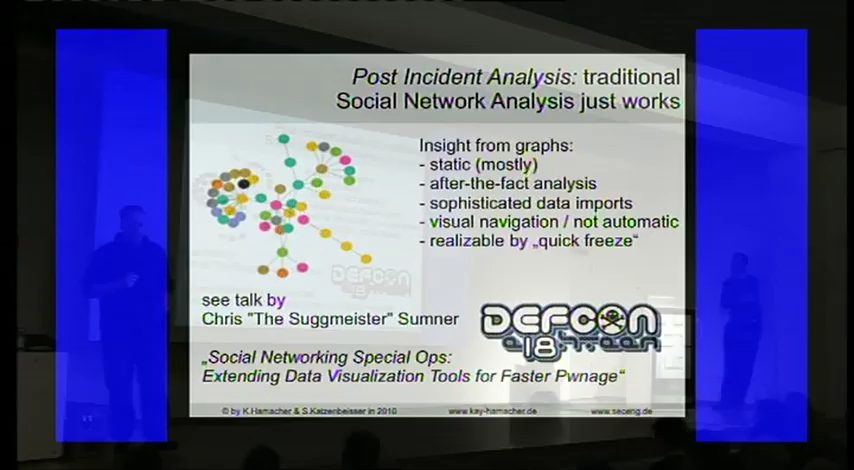 Post Incident Analysis: traditional
Social Network Analysis just works
Insight from graphs:
- static (mostly)
- after-the-fact analysis
- sophisticated data imports
- visual navigation / not automatic
- realizable by „quick freeze“
DEFCON
see talk by
Chris "The Suggmeister" Sumner
DEFCON
18
„Social Networking Special Ops:
Extending Data Visualization Tools for Faster Pwnage“
© by K.Hamacher & S.Katzenbeisser in 2010
www.kay-hamacher.de
www.seceng.de